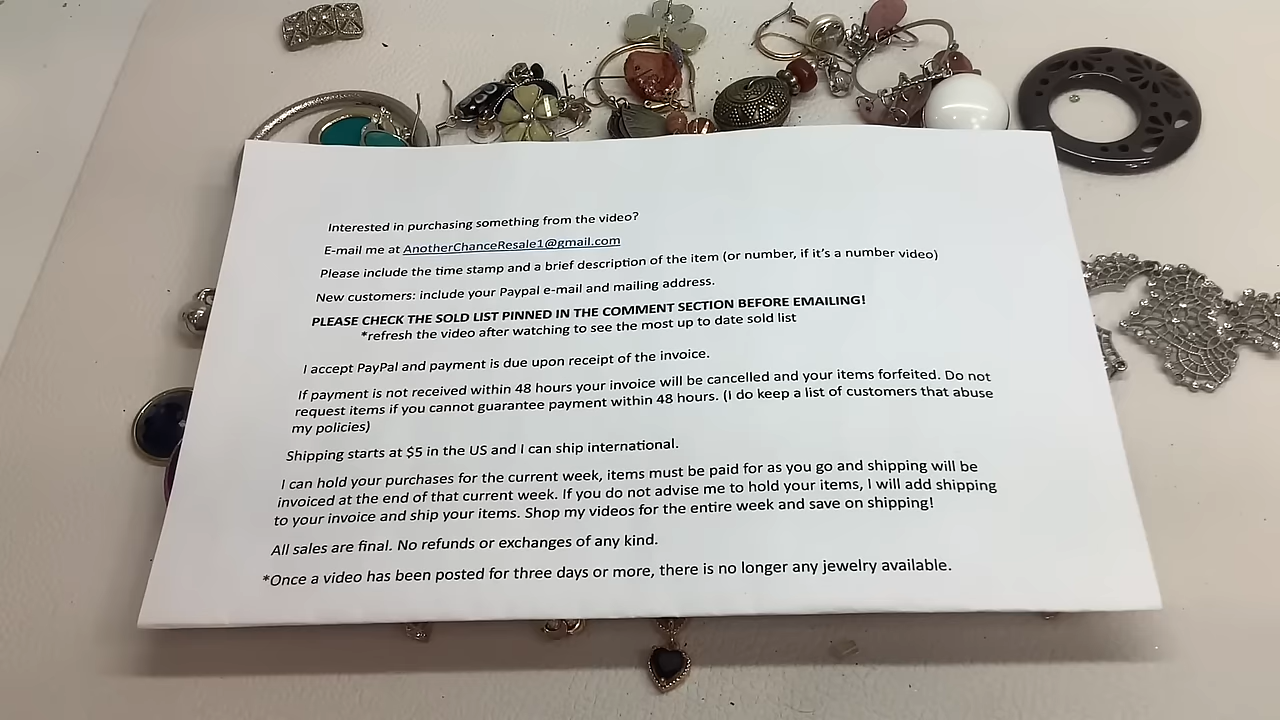 Interested in purchasing something from the video?
E-mail me at AnotherChanceResale1@gmail.com
Please include the time stamp and a brief description of the item (or number, if it's a number video)
New customers: include your Paypal e-mail and mailing address.
PLEASE CHECK THE SOLD LIST PINNED IN THE COMMENT SECTION BEFORE EMAILING!
*refresh the video after watching to see the most up to date sold list
I accept PayPal and payment is due upon receipt of the invoice.
If payment is not received within 48 hours your invoice will be cancelled and your items forfeited. Do not
request items if you cannot guarantee payment within 48 hours. (I do keep a list of customers that abuse
my policies)
Shipping starts at $5 in the US and I can ship international.
I can hold your purchases for the current week, items must be paid for as you go and shipping will be
invoiced at the end of that current week. If you do not advise me to hold your items, I will add shipping
to your invoice and ship your items. Shop my videos for the entire week and save on shipping!
All sales are final. No refunds or exchanges of any kind.
*Once a video has been posted for three days or more, there is no longer any jewelry available.